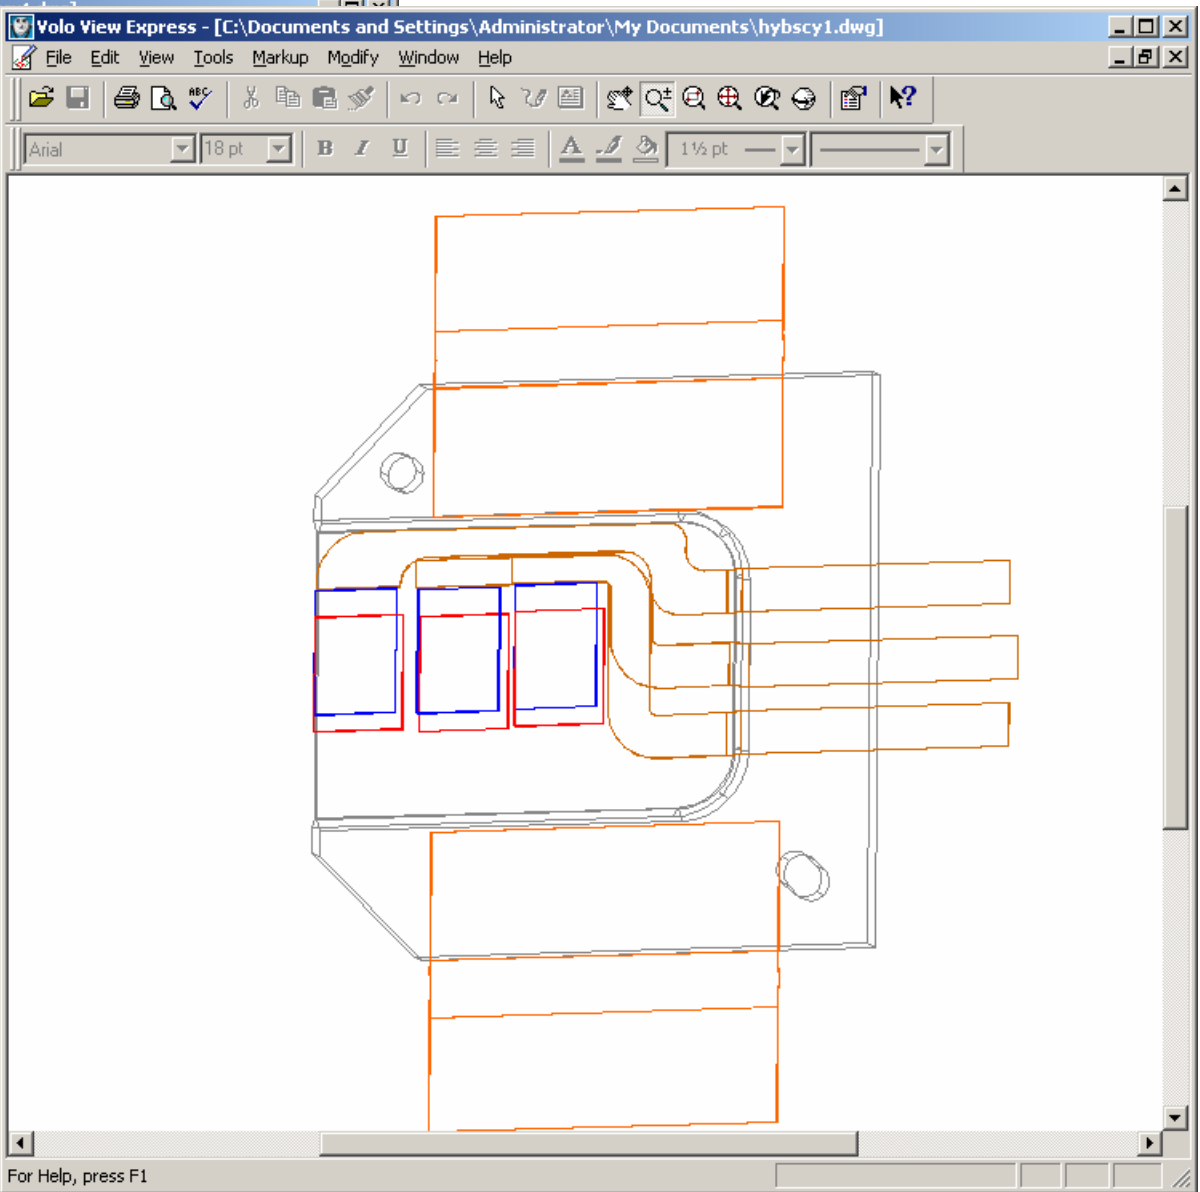 Volo View Express - [C:\Documents and Settings\Administrator\My Documents\hybscy1.dwg]
File Edit View Tools Markup Modify Window Help
ABC
Arial 18 pt B I U A 1½ pt
For Help, press F1